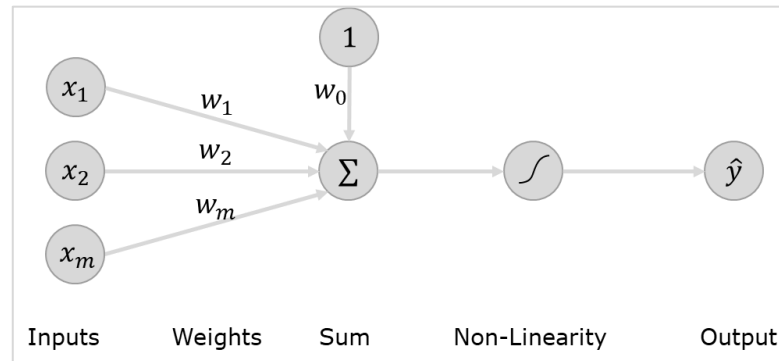 1
x₁
w₁
w₀
x₂
w₂
Σ
ŷ
wₘ
xₘ
Inputs Weights Sum Non-Linearity Output